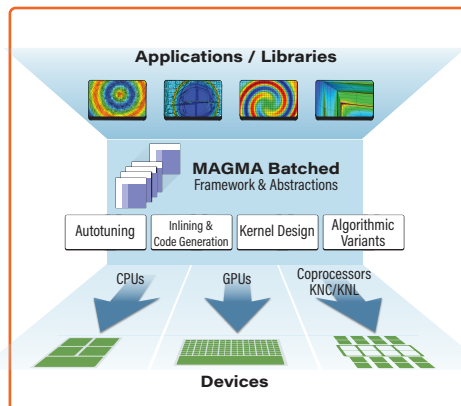 Applications / Libraries
MAGMA Batched
Framework & Abstractions
Autotuning
Inlining &
Code Generation
Kernel Design
Algorithmic
Variants
CPUs
GPUs
Coprocessors
KNC/KNL
Devices